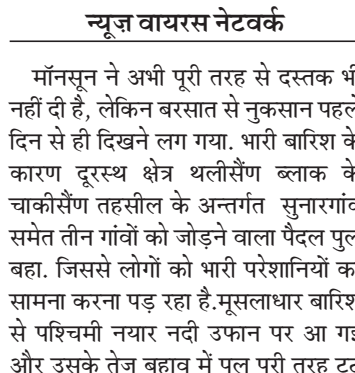 न्यूज़ वायरस नेटवर्क
मॉनसून ने अभी पूरी तरह से दस्तक भी
नहीं दी है, लेकिन बरसात से नुकसान पहले
दिन से ही दिखने लग गया. भारी बारिश के
कारण दूरस्थ क्षेत्र थलीसैंण ब्लाक के
चाकीसैंण तहसील के अन्तर्गत सुनारगांव
समेत तीन गांवों को जोड़ने वाला पैदल पुल
बहा. जिससे लोगों को भारी परेशानियों का
सामना करना पड़ रहा है.मूसलाधार बारिश
से पश्चिमी नयार नदी उफान पर आ गई
और उसके तेज बहाव में पुल पूरी तरह टूट